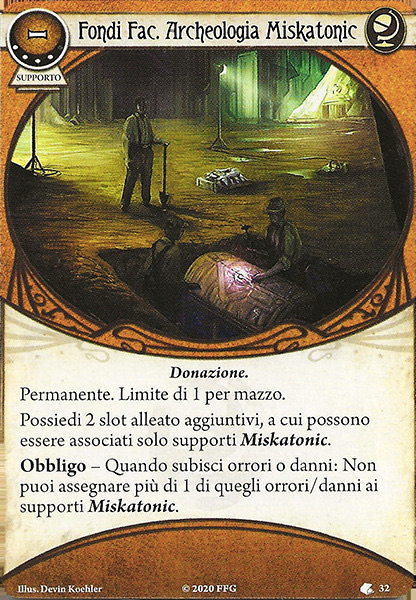 Fondi Fac. Archeologia Miskatonic
SUPPORTO
Donazione.
Permanente. Limite di 1 per mazzo.
Possiedi 2 slot alleato aggiuntivi, a cui possono
essere associati solo supporti Miskatonic.
Obbligo – Quando subisci orrori o danni: Non
puoi assegnare più di 1 di quegli orrori/danni ai
supporti Miskatonic.
Illus. Devin Koehler
© 2020 FFG
32